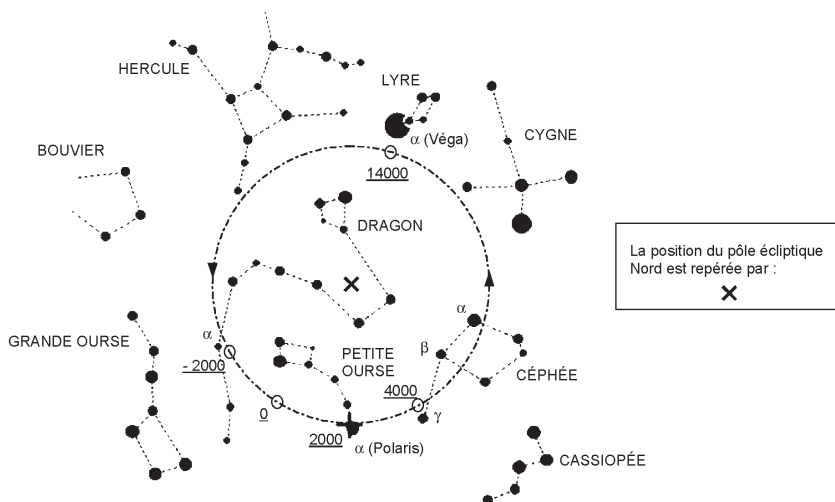 HERCULE
LYRE
α (Véga)
CYGNE
BOUVIER
14000
DRAGON
La position du pôle écliptique
Nord est repérée par :
α
GRANDE OURSE
α
β
PETITE
OURSE
- 2000
CÉPHÉE
4000
0
γ
2000
α (Polaris)
CASSIOPÉE